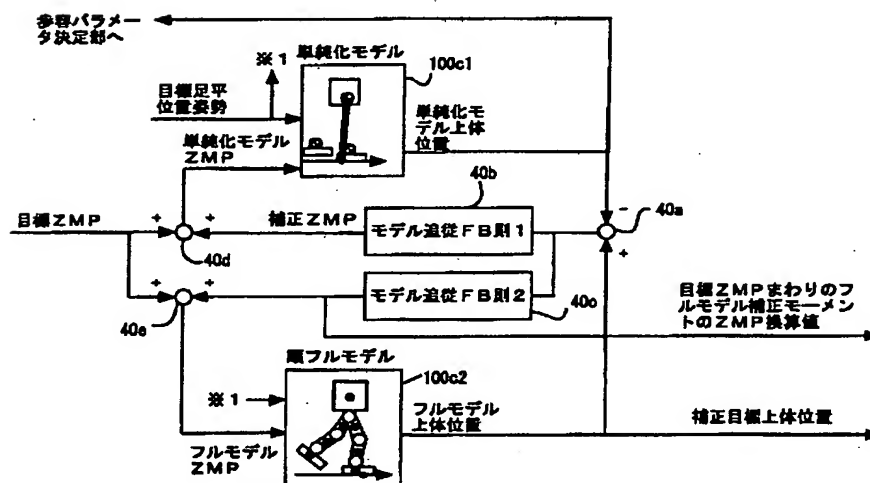 歩容パラメー
タ決定部へ
※1
単純化モデル
100c1
目標足平
位置姿勢
単純化モ
デル上体
位置
単純化モデル
ZMP
40b
目標ZMP
+
+
補正ZMP
モデル追従FB則1
-
40a
+
40d
+
+
モデル追従FB則2
40c
40e
目標ZMPまわりのフ
ルモデル補正モーメン
トのZMP換算値
順フルモデル
100c2
※1
フルモデル
上体位置
補正目標上体位置
フルモデル
ZMP